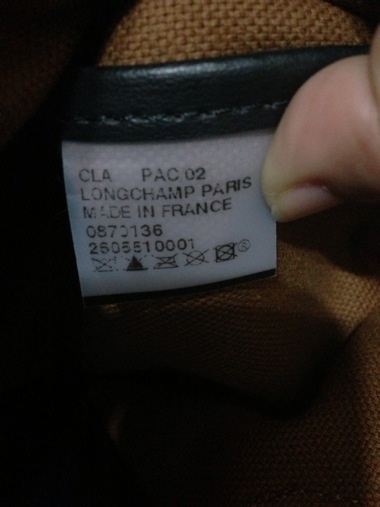 CLA PAC 02
LONGCHAMP PARIS
MADE IN FRANCE
0870136
2605510001